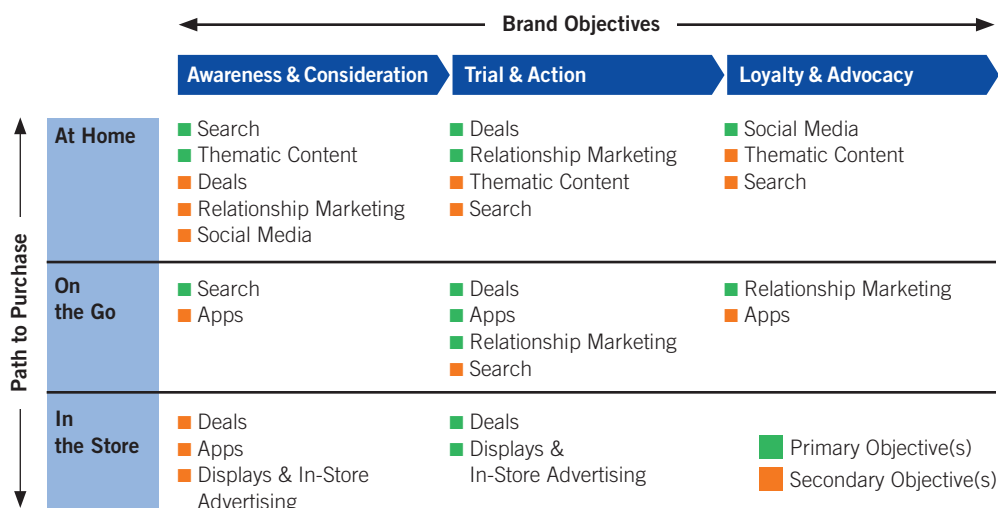 Brand Objectives
Awareness & Consideration
Trial & Action
Loyalty & Advocacy
Path to Purchase
At Home
Search
Thematic Content
Deals
Relationship Marketing
Social Media
Deals
Relationship Marketing
Thematic Content
Search
Social Media
Thematic Content
Search
On
the Go
Search
Apps
Deals
Apps
Relationship Marketing
Search
Relationship Marketing
Apps
In
the Store
Deals
Apps
Displays & In-Store
Advertising
Deals
Displays &
In-Store Advertising
Primary Objective(s)
Secondary Objective(s)